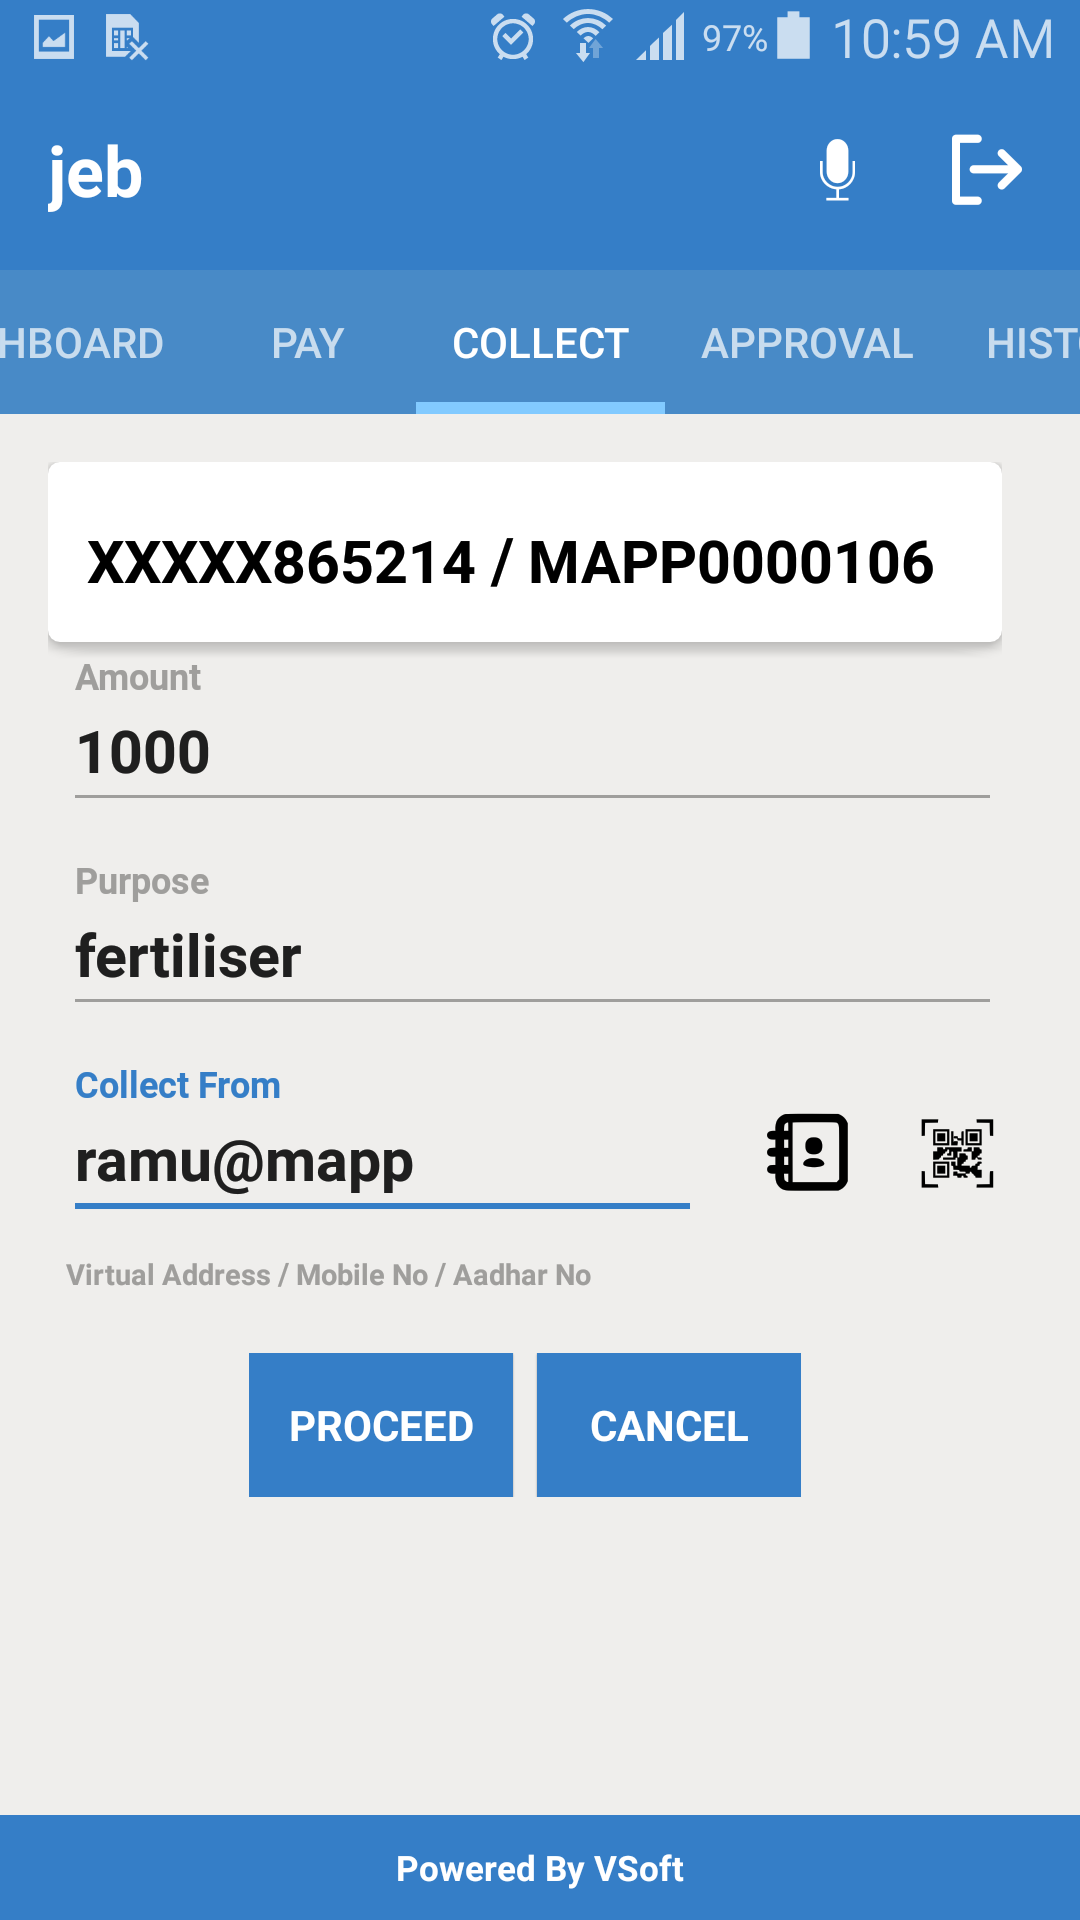 97% 10:59 AM
jeb
HBOARD PAY COLLECT APPROVAL HIST
XXXXX865214 / MAPP0000106
Amount
1000
Purpose
fertiliser
Collect From
ramu@mapp
Virtual Address / Mobile No / Aadhar No
PROCEED CANCEL
Powered By VSoft